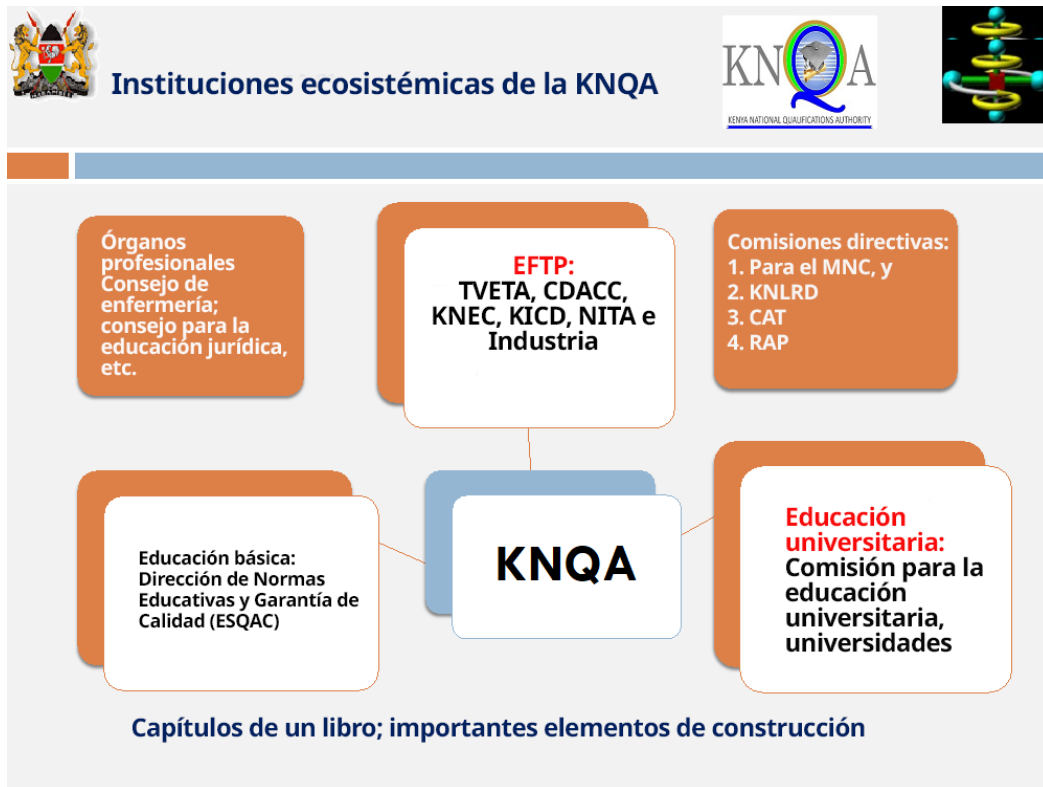 Instituciones ecosistémicas de la KNQA
KNQA
KENYA NATIONAL QUALIFICATIONS AUTHORITY
Órganos
profesionales
Consejo de
enfermería;
consejo para la
educación jurídica,
etc.
EFTP:
TVETA, CDACC,
KNEC, KICD, NITA e
Industria
Comisiones directivas:
1. Para el MNC, y
2. KNLRD
3. CAT
4. RAP
Educación básica:
Dirección de Normas
Educativas y Garantía de
Calidad (ESQAC)
KNQA
Educación
universitaria:
Comisión para la
educación
universitaria,
universidades
Capítulos de un libro; importantes elementos de construcción